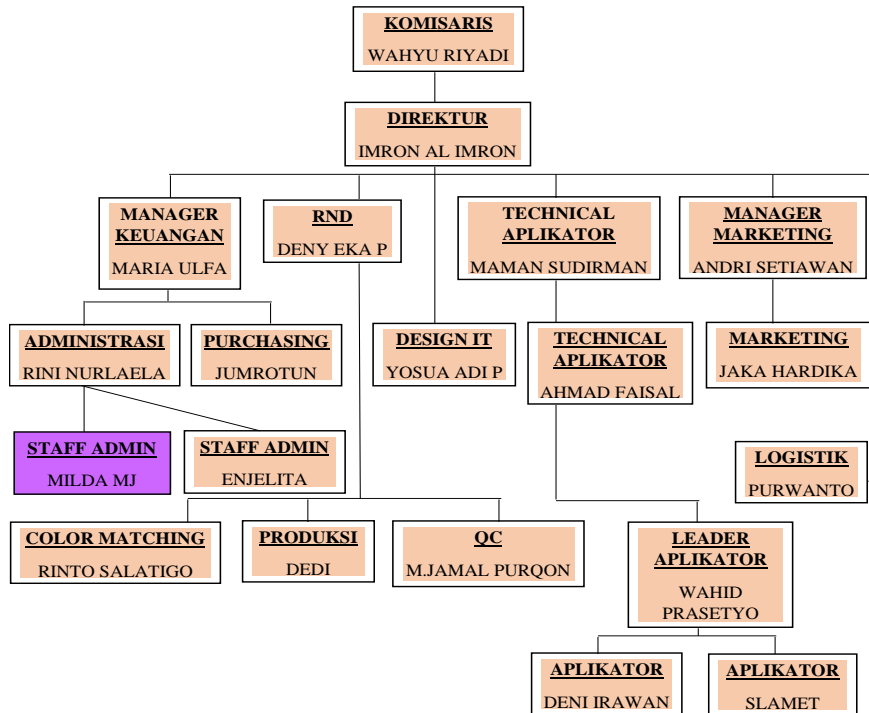 KOMISARIS
WAHYU RIYADI
DIREKTUR
IMRON AL IMRON
MANAGER
KEUANGAN
MARIA ULFA
RND
DENY EKA P
TECHNICAL
APLIKATOR
MAMAN SUDIRMAN
MANAGER
MARKETING
ANDRI SETIAWAN
ADMINISTRASI
RINI NURLAELA
PURCHASING
JUMROTUN
DESIGN IT
YOSUA ADI P
TECHNICAL
APLIKATOR
AHMAD FAISAL
MARKETING
JAKA HARDIKA
STAFF ADMIN
MILDA MJ
STAFF ADMIN
ENJELITA
LOGISTIK
PURWANTO
COLOR MATCHING
RINTO SALATIGO
PRODUKSI
DEDI
QC
M.JAMAL PURQON
LEADER
APLIKATOR
WAHID
PRASETYO
APLIKATOR
DENI IRAWAN
APLIKATOR
SLAMET